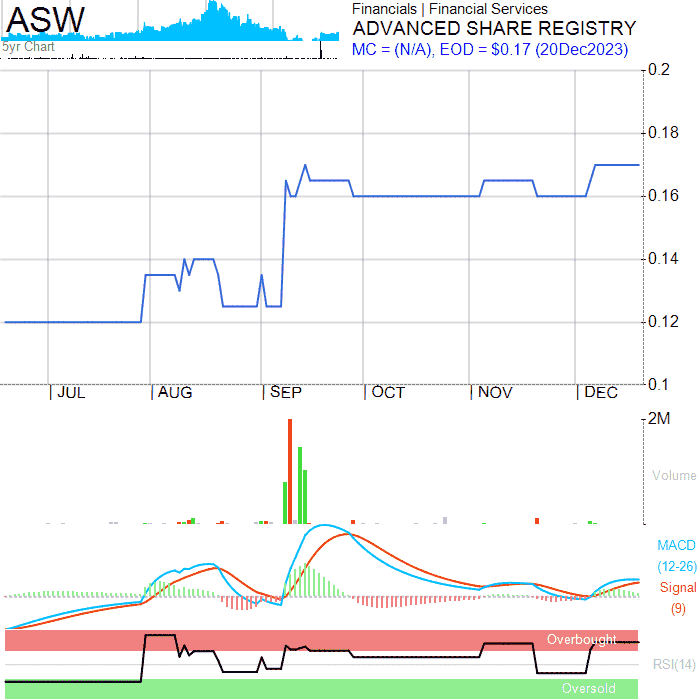 ASW
5yr Chart
Financials | Financial Services
ADVANCED SHARE REGISTRY
MC = (N/A), EOD = $0.17 (20Dec2023)
0.2
0.18
0.16
0.14
0.12
0.1
JUL
AUG
SEP
OCT
NOV
DEC
2M
Volume
MACD
(12-26)
Signal
(9)
Overbought
RSI(14)
Oversold